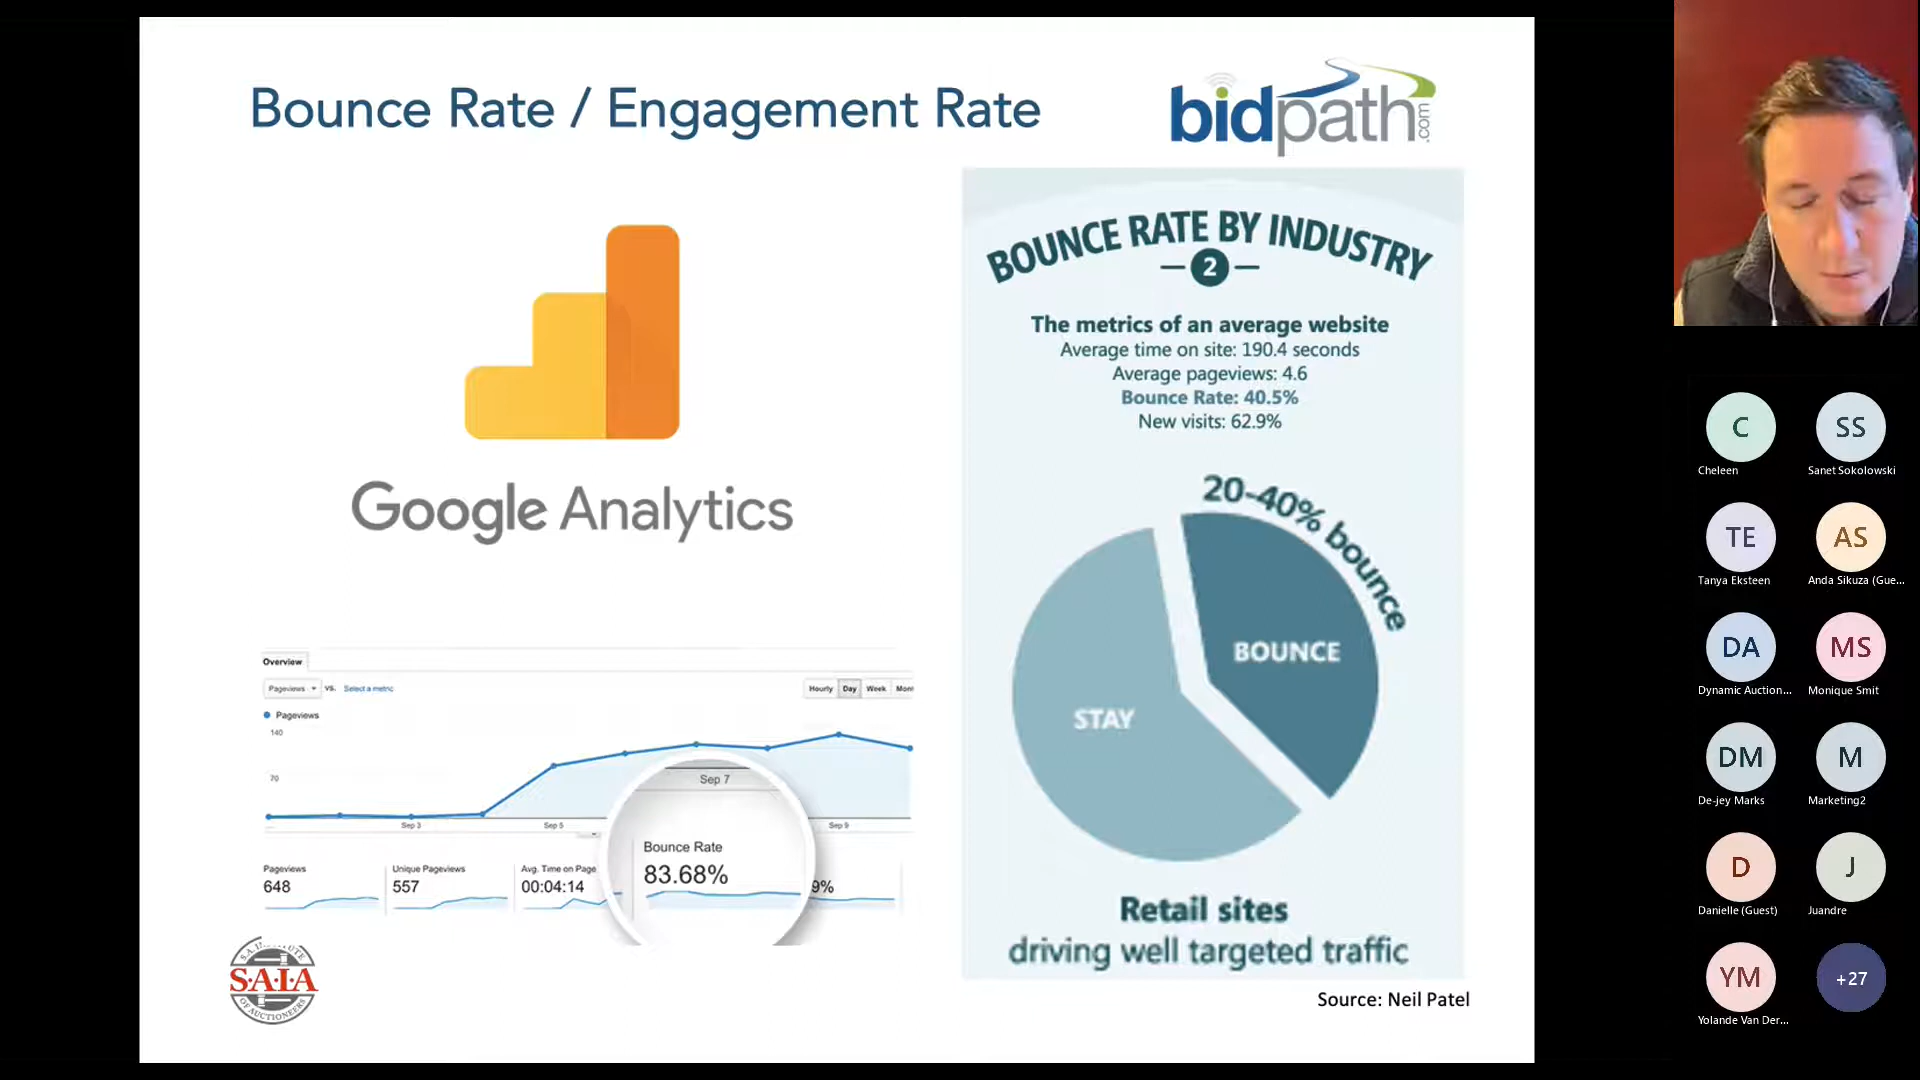 Bounce Rate / Engagement Rate
bidpath.com
Google Analytics
Overview
Pageviews VS. Select a metric
Hourly Day Week
Pageviews
140
70
Sep 3
Sep 5
Sep 7
Sep 9
Pageviews
648
Unique Pageviews
557
Avg. Time on Page
00:04:14
Bounce Rate
83.68%
9%
S.A.I.A
OF AUCTIONEERS
BOUNCE RATE BY INDUSTRY
2
The metrics of an average website
Average time on site: 190.4 seconds
Average pageviews: 4.6
Bounce Rate: 40.5%
New visits: 62.9%
20-40% bounce
BOUNCE
STAY
Retail sites
driving well targeted traffic
Source: Neil Patel
C
Cheleen
SS
Sanet Sokolowski
TE
Tanya Eksteen
AS
Anda Sikuza (Gue...
DA
Dynamic Auction...
MS
Monique Smit
DM
De-jey Marks
M
Marketing2
D
Danielle (Guest)
J
Juandre
YM
Yolande Van Der...
+27